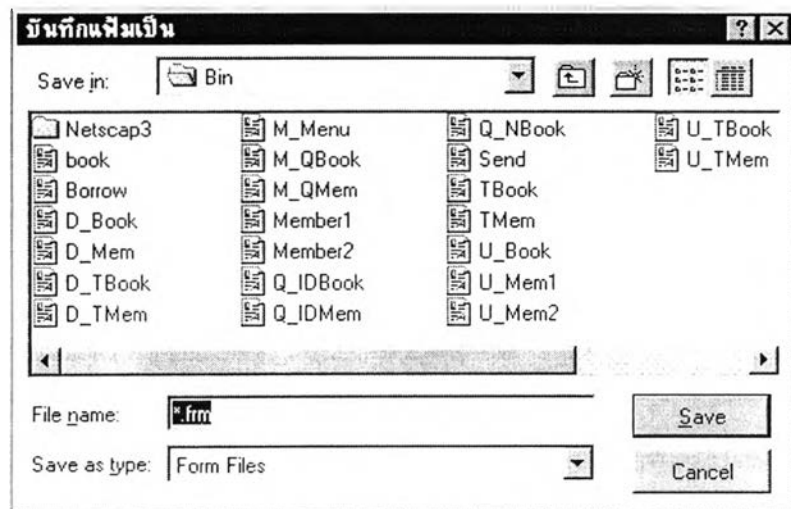 บันทึกแฟ้มเป็น
Save in: Bin
Netscap3 M_Menu Q_NBook U_TBook
book M_QBook Send U_TMem
Borrow M_QMem TBook
D_Book Member1 TMem
D_Mem Member2 U_Book
D_TBook Q_IDBook U_Mem1
D_TMem Q_IDMem U_Mem2
File name: *.frm Save
Save as type: Form Files Cancel